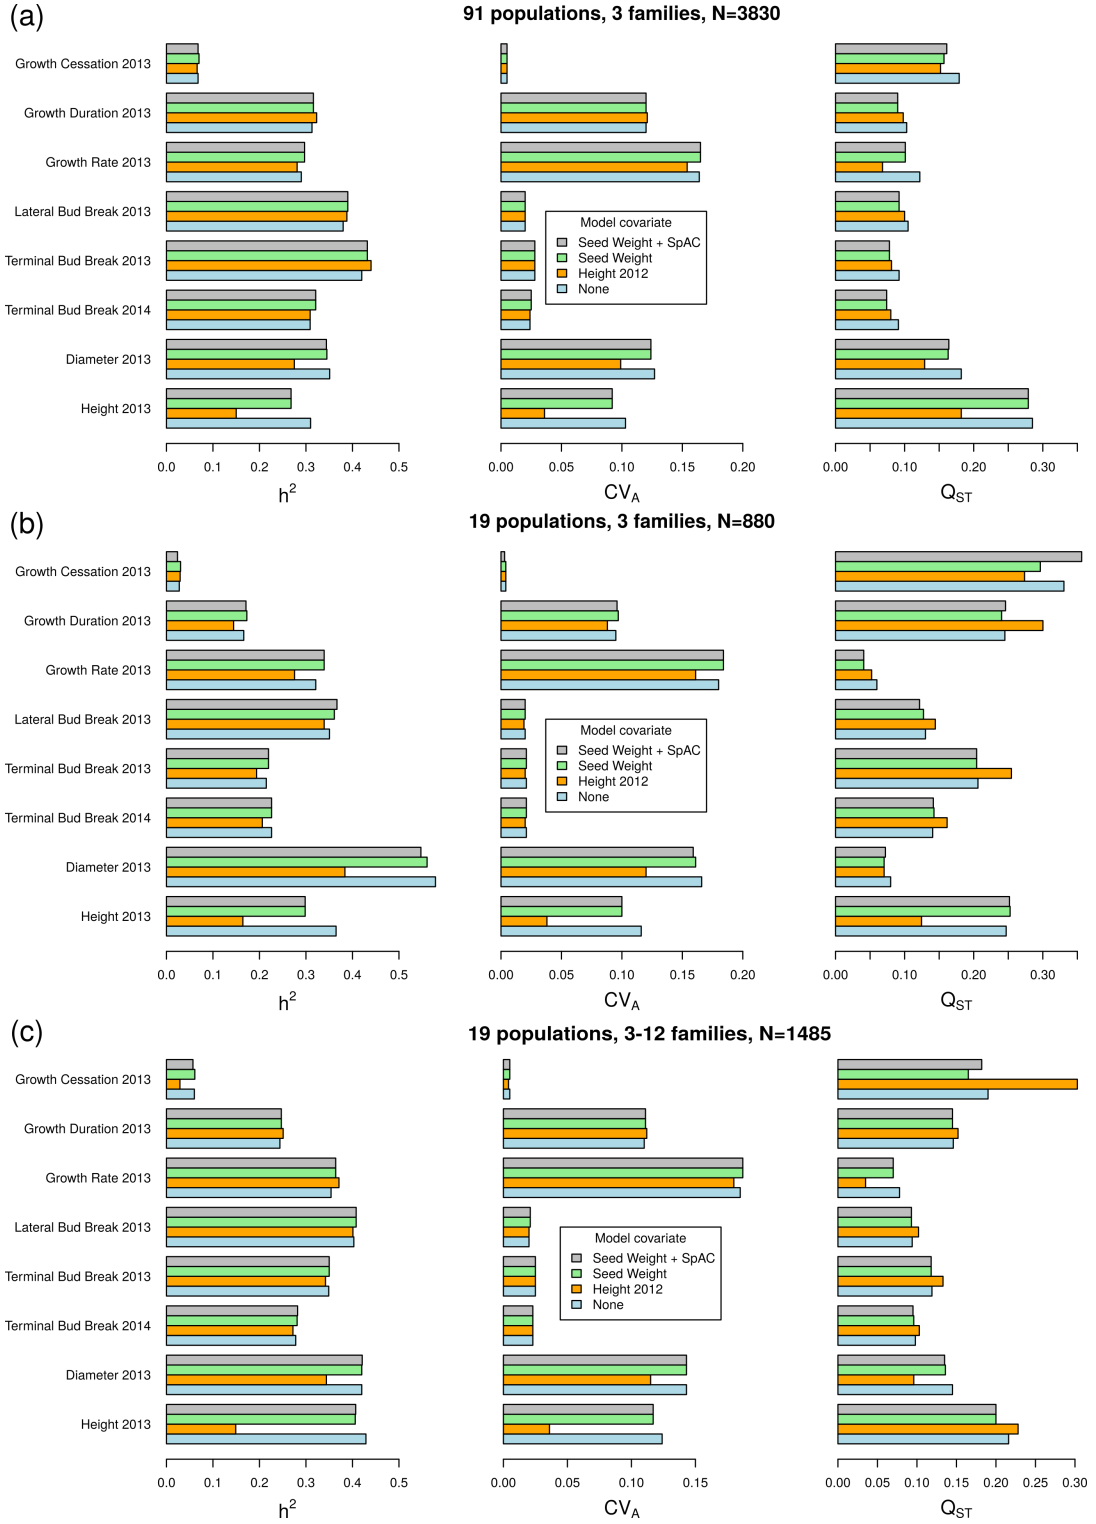 (a)
91 populations, 3 families, N=3830
Growth Cessation 2013
Growth Duration 2013
Growth Rate 2013
Lateral Bud Break 2013
Terminal Bud Break 2013
Terminal Bud Break 2014
Diameter 2013
Height 2013
Model covariate
Seed Weight + SpAC
Seed Weight
Height 2012
None
0.0 0.1 0.2 0.3 0.4 0.5
h²
0.00 0.05 0.10 0.15 0.20
CV_A
0.00 0.10 0.20 0.30
Q_ST
(b)
19 populations, 3 families, N=880
Growth Cessation 2013
Growth Duration 2013
Growth Rate 2013
Lateral Bud Break 2013
Terminal Bud Break 2013
Terminal Bud Break 2014
Diameter 2013
Height 2013
Model covariate
Seed Weight + SpAC
Seed Weight
Height 2012
None
0.0 0.1 0.2 0.3 0.4 0.5
h²
0.00 0.05 0.10 0.15 0.20
CV_A
0.00 0.10 0.20 0.30
Q_ST
(c)
19 populations, 3-12 families, N=1485
Growth Cessation 2013
Growth Duration 2013
Growth Rate 2013
Lateral Bud Break 2013
Terminal Bud Break 2013
Terminal Bud Break 2014
Diameter 2013
Height 2013
Model covariate
Seed Weight + SpAC
Seed Weight
Height 2012
None
0.0 0.1 0.2 0.3 0.4 0.5
h²
0.00 0.05 0.10 0.15
CV_A
0.00 0.05 0.10 0.15 0.20 0.25 0.30
Q_ST